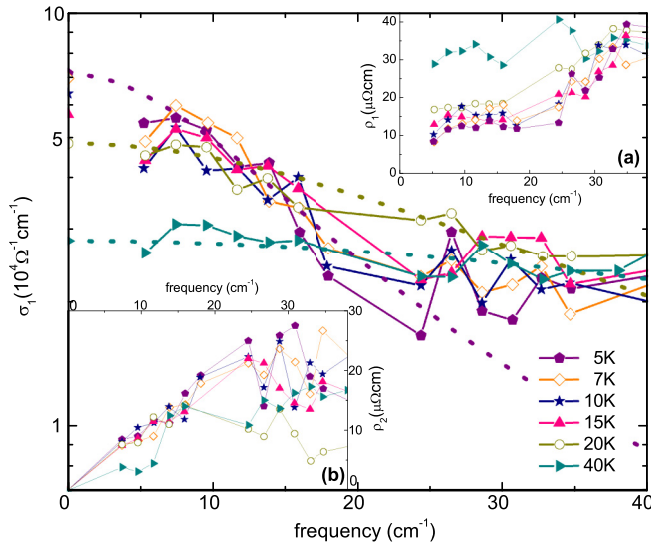 10
5
1
σ₁(10⁴Ω⁻¹cm⁻¹)
0 10 20 30 40
frequency (cm⁻¹)
40
30
20
10
0
ρ₁(μΩcm)
0 10 20 30
frequency (cm⁻¹)
(a)
frequency (cm⁻¹)
0 10 20 30
30
20
10
0
ρ₂(μΩcm)
(b)
5K
7K
10K
15K
20K
40K